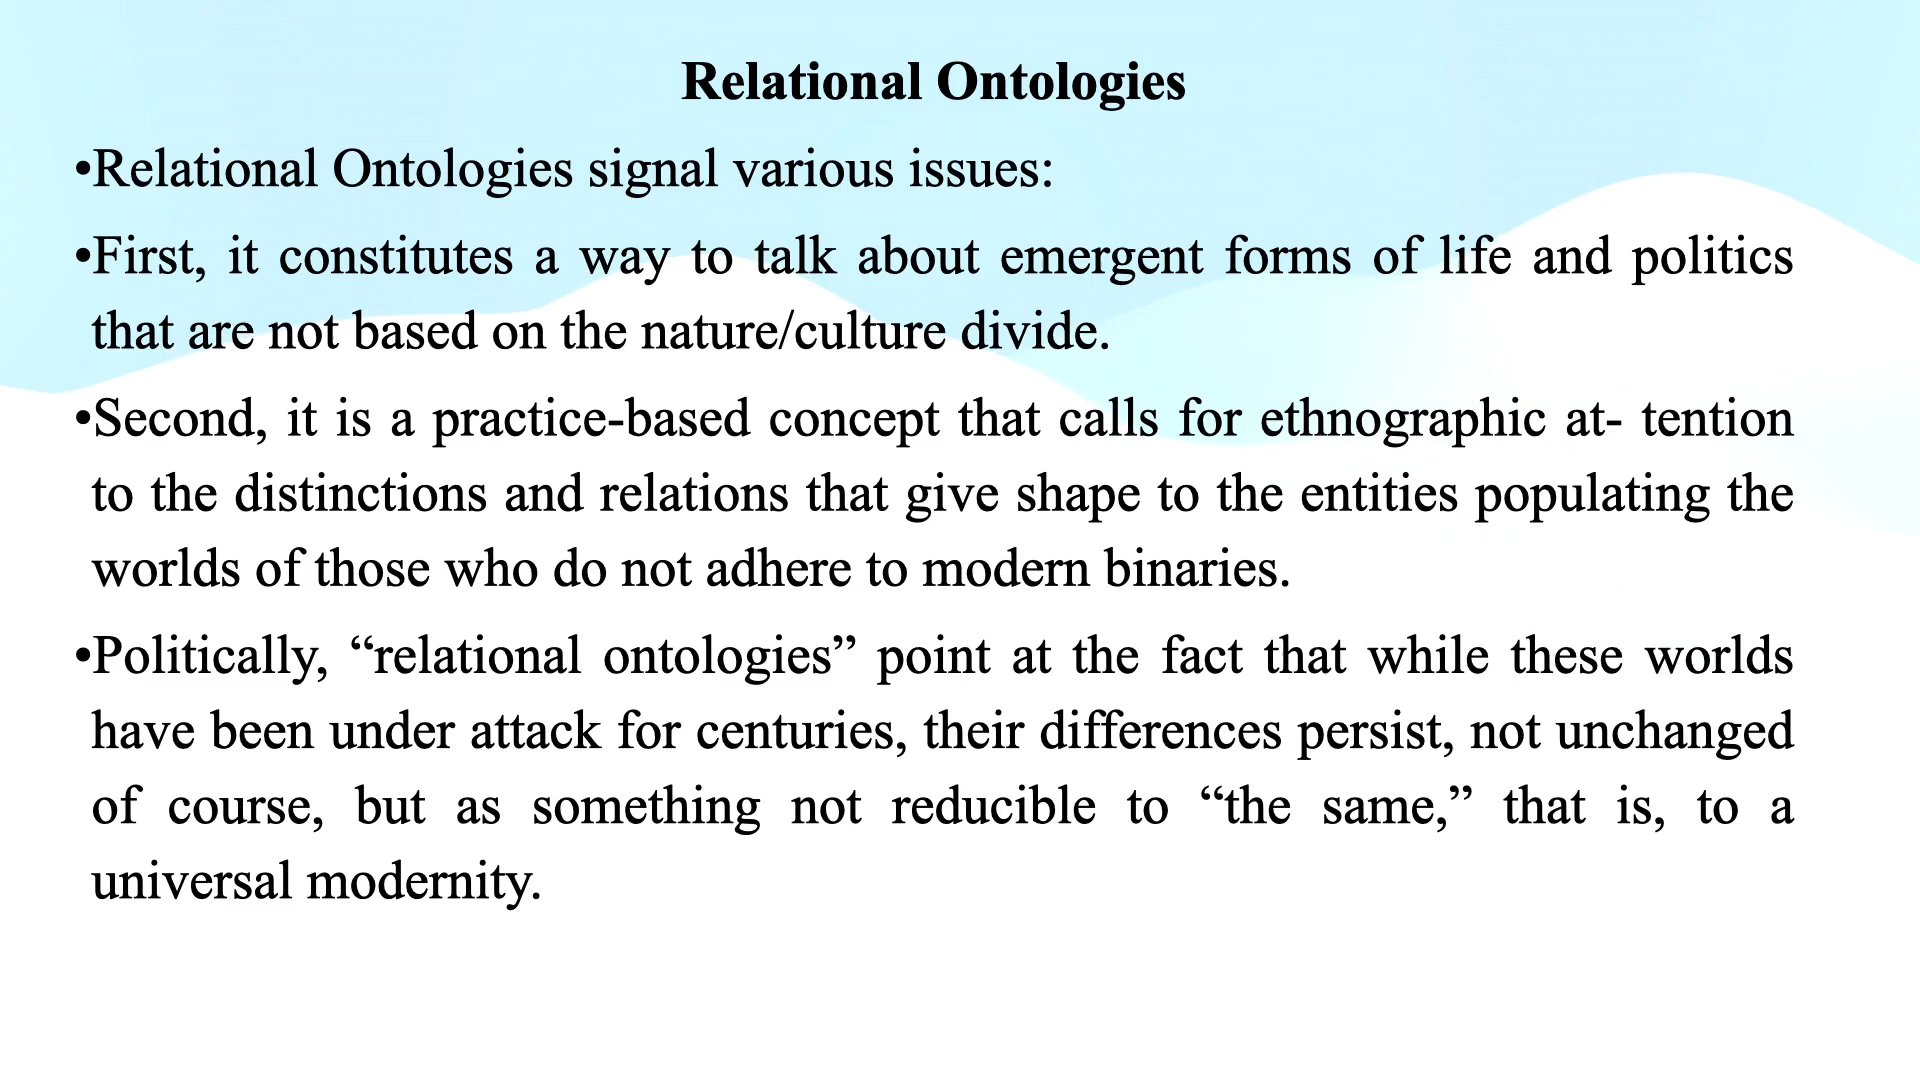 Relational Ontologies
•Relational Ontologies signal various issues:
•First, it constitutes a way to talk about emergent forms of life and politics
that are not based on the nature/culture divide.
•Second, it is a practice-based concept that calls for ethnographic at- tention
to the distinctions and relations that give shape to the entities populating the
worlds of those who do not adhere to modern binaries.
•Politically, “relational ontologies” point at the fact that while these worlds
have been under attack for centuries, their differences persist, not unchanged
of course, but as something not reducible to “the same,” that is, to a
universal modernity.